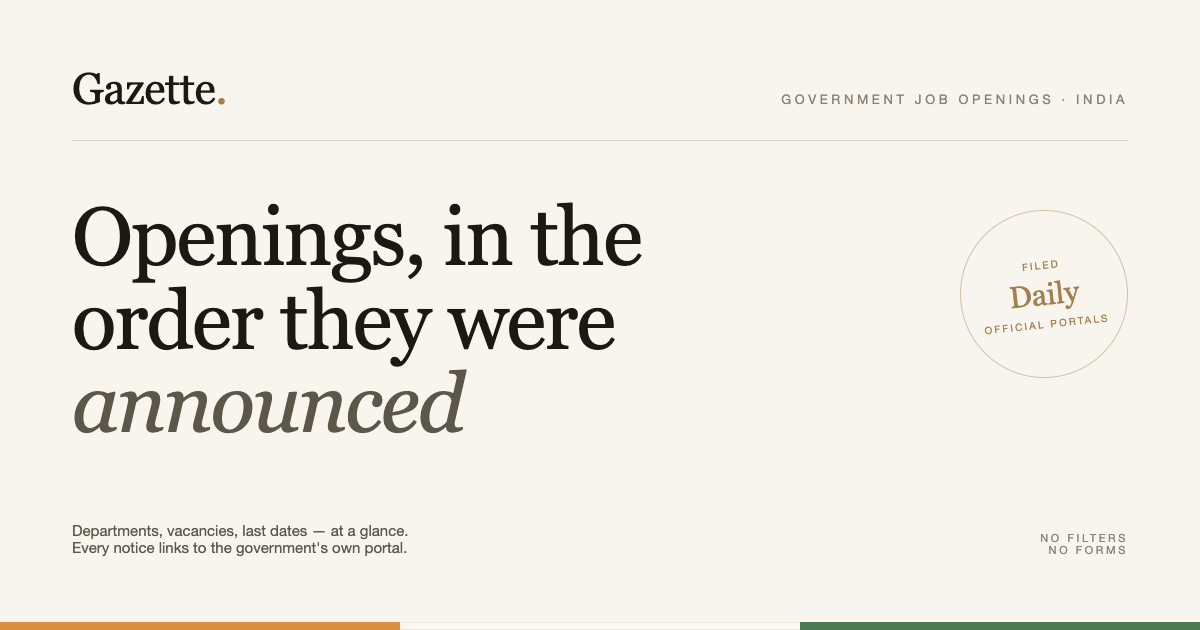 Gazette.
GOVERNMENT JOB OPENINGS · INDIA
Openings, in the
order they were
announced
FILED
Daily
OFFICIAL PORTALS
Departments, vacancies, last dates — at a glance.
Every notice links to the government's own portal.
NO FILTERS
NO FORMS